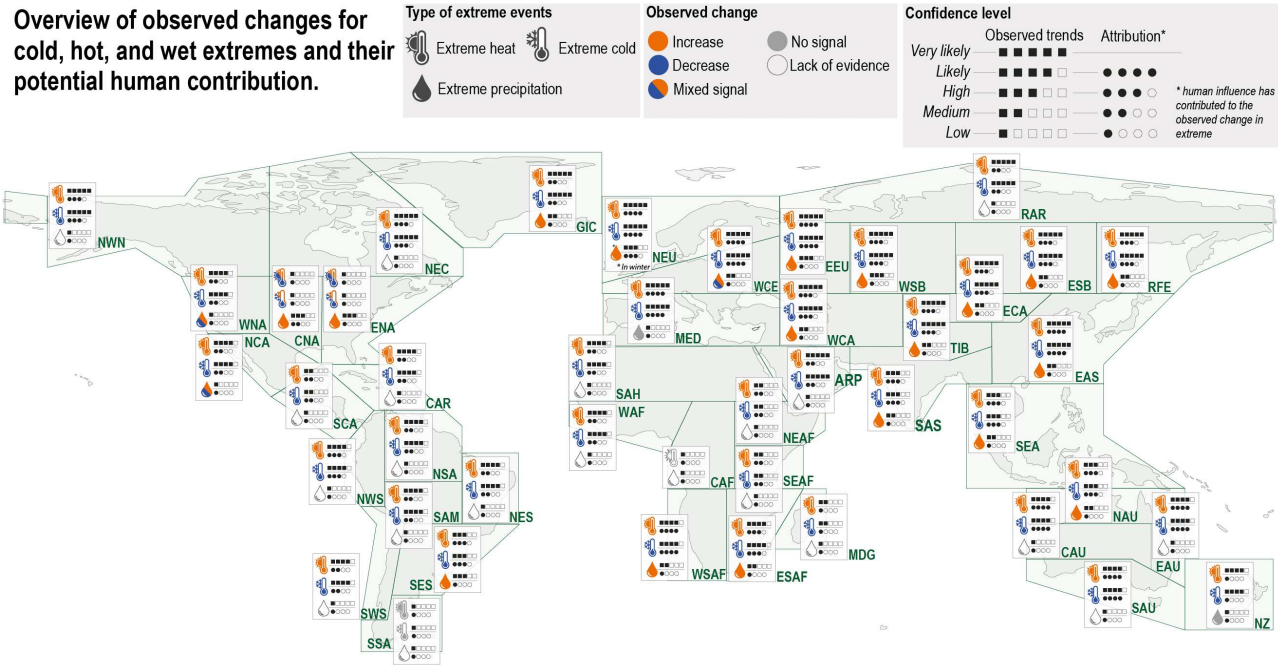 Overview of observed changes for
cold, hot, and wet extremes and their
potential human contribution.
Type of extreme events
Extreme heat
Extreme cold
Extreme precipitation
Observed change
Increase
No signal
Decrease
Lack of evidence
Mixed signal
Confidence level
Observed trends
Attribution*
Very likely
Likely
High
Medium
Low
* human influence has
contributed to the
observed change in
extreme
NWN
GIC
RAR
NEC
NEU
* In winter
WCE
EEU
WSB
ESB
RFE
ECA
WNA
CNA
ENA
NCA
MED
WCA
TIB
EAS
SAH
ARP
SAS
SCA
CAR
WAF
NEAF
SEA
NWS
NSA
CAF
SEAF
SAM
NES
NAU
MDG
CAU
EAU
SES
WSAF
ESAF
SWS
SAU
NZ
SSA